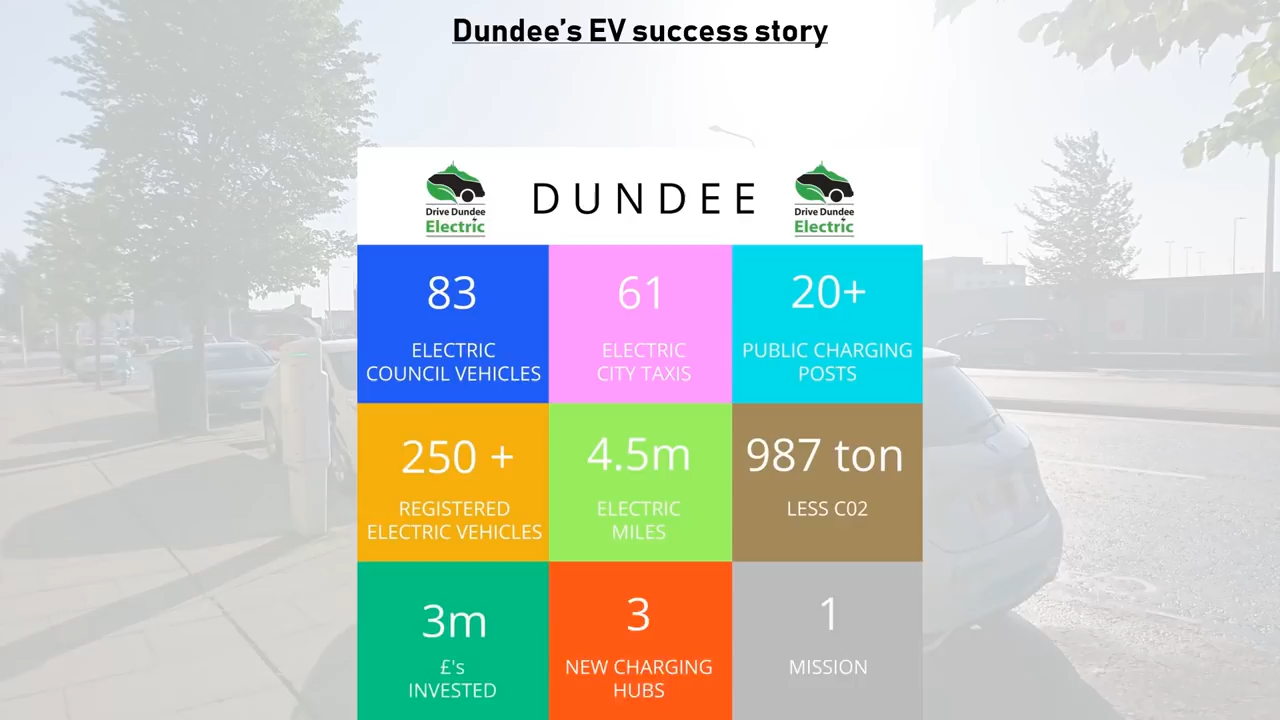 Dundee’s EV success story
Drive Dundee
Electric
DUNDEE
Drive Dundee
Electric
83
ELECTRIC
COUNCIL VEHICLES
61
ELECTRIC
CITY TAXIS
20+
PUBLIC CHARGING
POSTS
250 +
REGISTERED
ELECTRIC VEHICLES
4.5m
ELECTRIC
MILES
987 ton
LESS C02
3m
£'s
INVESTED
3
NEW CHARGING
HUBS
1
MISSION